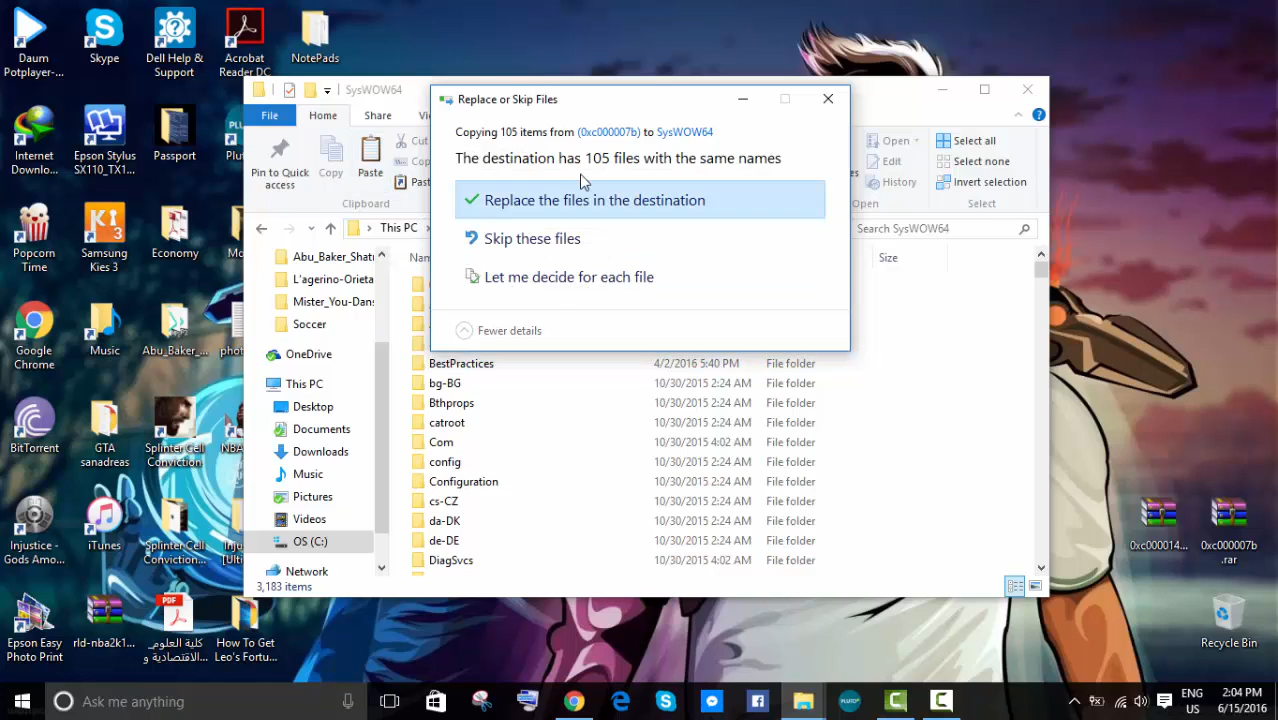 Daum
Potplayer-...
Skype
Dell Help &
Support
Acrobat
Reader DC
NotePads
Internet
Downlo...
Epson Stylus
SX110_TX1...
Passport
Popcorn
Time
Samsung
Kies 3
Economy
Google
Chrome
Music
Abu_Baker_...
BitTorrent
GTA
sanadreas
Splinter Cell
Conviction
Injustice -
Gods Amo...
iTunes
Splinter.Cell
Conviction...
Epson Easy
Photo Print
rld-nba2k1...
PDF
كلية العلوم_
الاقتصادية و...
How To Get
Leo's Fortu...
SysWOW64
File
Home
Share
Pin to Quick
access
Paste
Clipboard
Open
Edit
History
Select all
Select none
Invert selection
Select
This PC
Search SysWOW64
Size
Replace or Skip Files
Copying 105 items from (0xc000007b) to SysWOW64
The destination has 105 files with the same names
Replace the files in the destination
Skip these files
Let me decide for each file
Fewer details
Abu_Baker_Shatr
L'agerino-Orieta
Mister_You-Dans
Soccer
OneDrive
This PC
Desktop
Documents
Downloads
Music
Pictures
Videos
OS (C:)
Network
3,183 items
BestPractices 4/2/2016 5:40 PM File folder
bg-BG 10/30/2015 2:24 AM File folder
Bthprops 10/30/2015 2:24 AM File folder
catroot 10/30/2015 2:24 AM File folder
Com 10/30/2015 4:02 AM File folder
config 10/30/2015 2:24 AM File folder
Configuration 10/30/2015 2:24 AM File folder
cs-CZ 10/30/2015 2:24 AM File folder
da-DK 10/30/2015 2:24 AM File folder
de-DE 10/30/2015 2:24 AM File folder
DiagSvcs 10/30/2015 4:02 AM File folder
0xc000014...
0xc000007b
.rar
Recycle Bin
Ask me anything
PLUTO
ENG
2:04 PM
6/15/2016